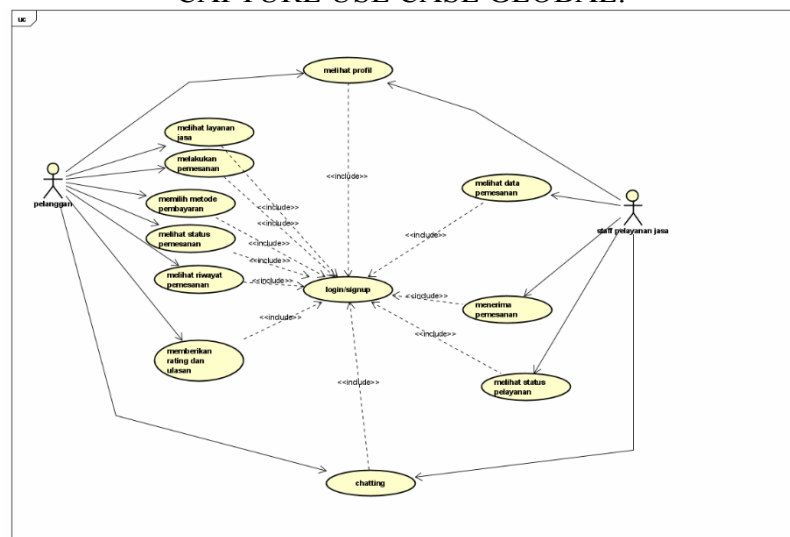 CAPTURE USE CASE GLOBAL:
uc
melihat profil
melihat layanan
jasa
melakukan
pemesanan
<<include>>
melihat data
pemesanan
pelanggan
memilih metode
pembayaran
<<include>>
<<include>>
<<include>>
staff pelayanan jasa
melihat status
pemesanan
<<include>>
<<include>>
melihat riwayat
pemesanan
<<include>>
login/signup
<<include>>
menerima
pemesanan
<<include>>
<<include>>
memberikan
rating dan
ulasan
<<include>>
melihat status
pelayanan
chatting